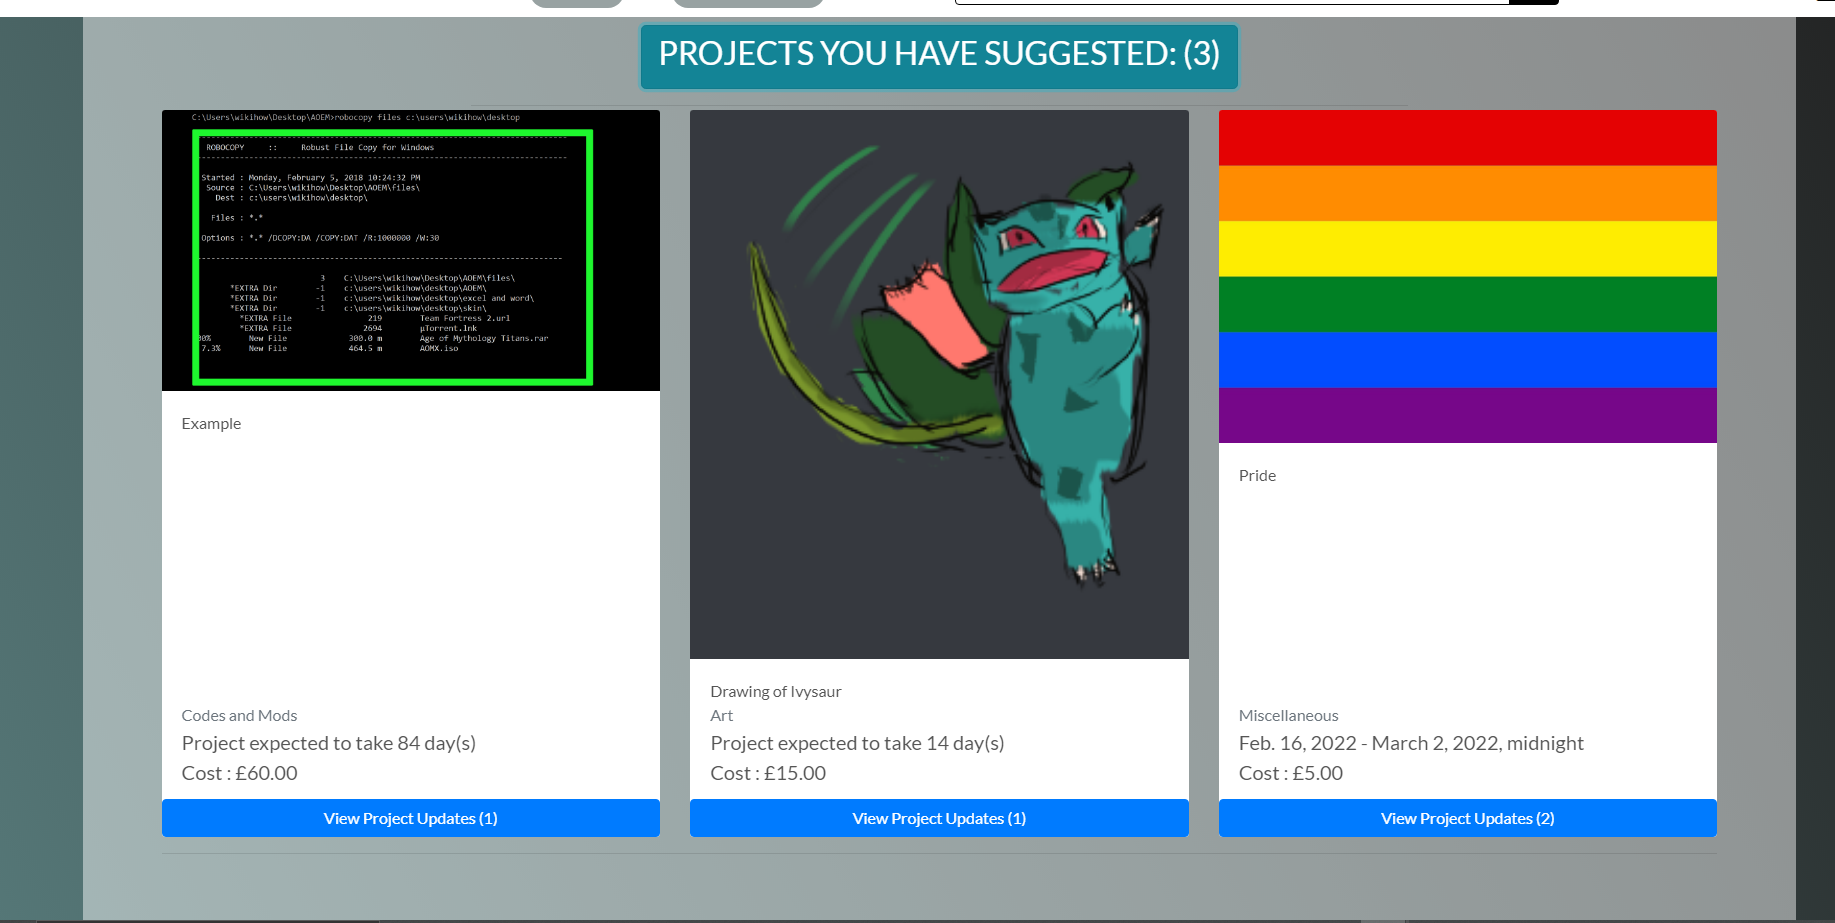 PROJECTS YOU HAVE SUGGESTED: (3)
C:\Users\wikihow\Desktop\AOEM>robocopy files c:\users\wikihow\desktop
ROBOCOPY :: Robust File Copy for Windows
Started : Monday, February 5, 2018 10:24:32 PM
Source : C:\Users\wikihow\Desktop\AOEM\files\
Dest : c:\users\wikihow\desktop\
Files : *.*
Options : *.* /DCOPY:DA /COPY:DAT /R:1000000 /W:30
3 C:\Users\wikihow\Desktop\AOEM\files\
*EXTRA Dir -1 c:\users\wikihow\desktop\AOEM\
*EXTRA Dir -1 c:\users\wikihow\desktop\excel and word\
*EXTRA Dir -1 c:\users\wikihow\desktop\skin\
*EXTRA File 219 Team Fortress 2.url
*EXTRA File 2694 µTorrent.lnk
00% New File 300.0 m Age of Mythology Titans.rar
7.3% New File 464.5 m AOMX.iso
Example
Codes and Mods
Project expected to take 84 day(s)
Cost : £60.00
View Project Updates (1)
Drawing of Ivysaur
Art
Project expected to take 14 day(s)
Cost : £15.00
View Project Updates (1)
Pride
Miscellaneous
Feb. 16, 2022 - March 2, 2022, midnight
Cost : £5.00
View Project Updates (2)